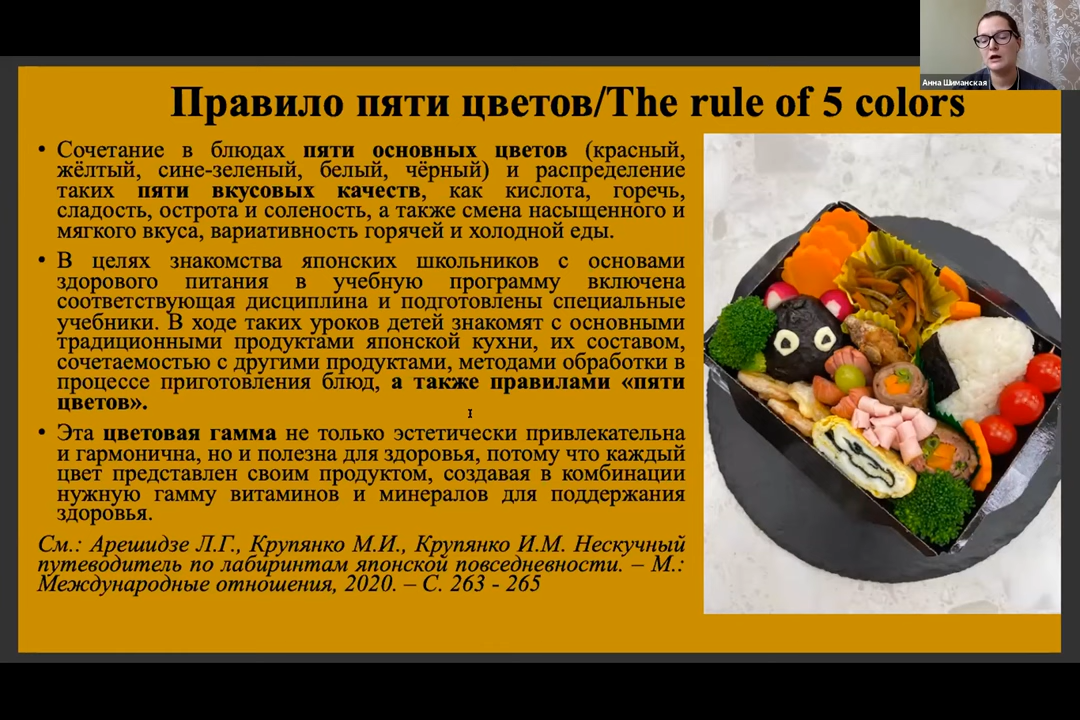 Анна Шиманская
Правило пяти цветов/The rule of 5 colors
• Сочетание в блюдах пяти основных цветов (красный,
жёлтый, сине-зеленый, белый, чёрный) и распределение
таких пяти вкусовых качеств, как кислота, горечь,
сладость, острота и соленость, а также смена насыщенного и
мягкого вкуса, вариативность горячей и холодной еды.
• В целях знакомства японских школьников с основами
здорового питания в учебную программу включена
соответствующая дисциплина и подготовлены специальные
учебники. В ходе таких уроков детей знакомят с основными
традиционными продуктами японской кухни, их составом,
сочетаемостью с другими продуктами, методами обработки в
процессе приготовления блюд, а также правилами «пяти
цветов».
• Эта цветовая гамма не только эстетически привлекательна
и гармонична, но и полезна для здоровья, потому что каждый
цвет представлен своим продуктом, создавая в комбинации
нужную гамму витаминов и минералов для поддержания
здоровья.
См.: Арешидзе Л.Г., Крупянко М.И., Крупянко И.М. Нескучный
путеводитель по лабиринтам японской повседневности. – М.:
Международные отношения, 2020. – С. 263 - 265